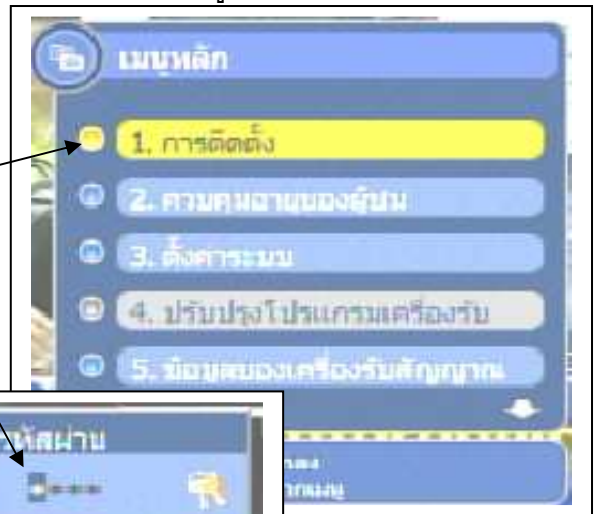 เมนูหลัก
1. การติดตั้ง
2. ควบคุมอายุของผู้ชม
3. ตั้งค่าระบบ
4. ปรับปรุงโปรแกรมเครื่องรับ
5. ข้อมูลของเครื่องรับสัญญาณ
รหัสผ่าน